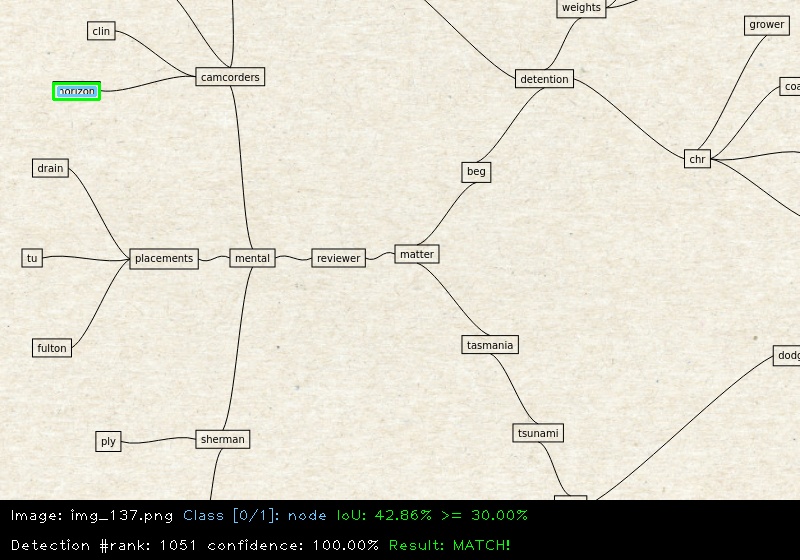 weights
grower
clin
camcorders
detention
coa
horizon
chr
drain
beg
tu
placements
mental
reviewer
matter
fulton
tasmania
dodg
ply
sherman
tsunami
Image: img_137.png Class [0/1]: node IoU: 42.86% >= 30.00%
Detection #rank: 1051 confidence: 100.00% Result: MATCH!